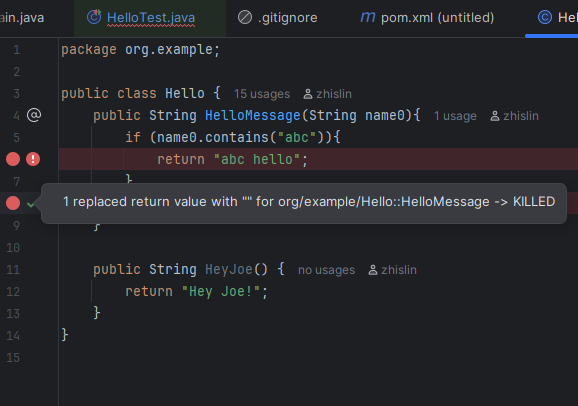 ain.java HelloTest.java .gitignore m pom.xml (untitled) Hel
1 package org.example;
2
3 public class Hello { 15 usages zhislin
4 @ public String HelloMessage(String name0){ 1 usage zhislin
5 if (name0.contains("abc")){
return "abc hello";
7 }
1 replaced return value with "" for org/example/Hello::HelloMessage -> KILLED
9 }
10
11 public String HeyJoe() { no usages zhislin
12 return "Hey Joe!";
13 }
14 }
15